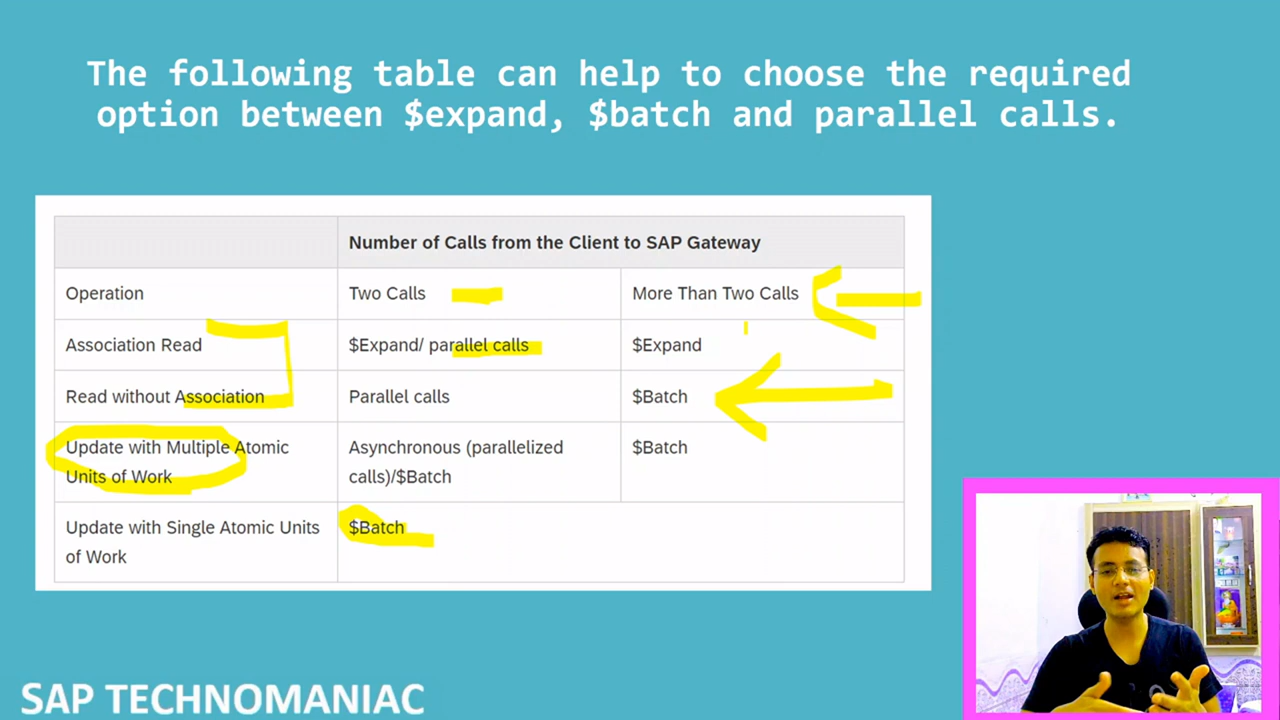 The following table can help to choose the required
option between $expand, $batch and parallel calls.
Number of Calls from the Client to SAP Gateway
Operation
Two Calls
More Than Two Calls
Association Read
$Expand/ parallel calls
$Expand
Read without Association
Parallel calls
$Batch
Update with Multiple Atomic
Units of Work
Asynchronous (parallelized
calls)/$Batch
$Batch
Update with Single Atomic Units
of Work
$Batch
SAP TECHNOMANIAC